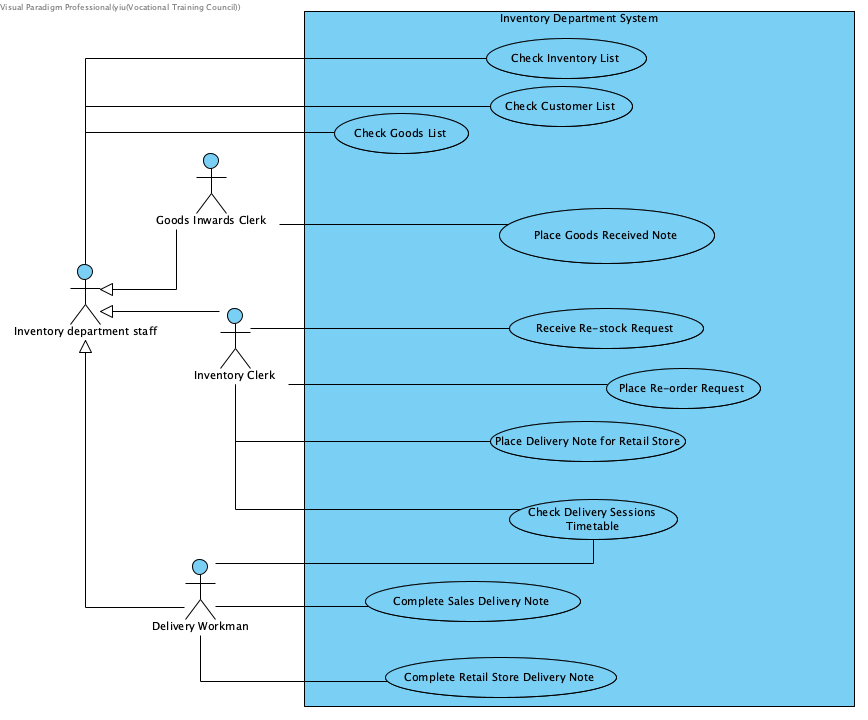 Visual Paradigm Professional(yiu(Vocational Training Council))
Inventory Department System
Check Inventory List
Check Customer List
Check Goods List
Goods Inwards Clerk
Place Goods Received Note
Inventory department staff
Receive Re-stock Request
Inventory Clerk
Place Re-order Request
Place Delivery Note for Retail Store
Check Delivery Sessions
Timetable
Complete Sales Delivery Note
Delivery Workman
Complete Retail Store Delivery Note